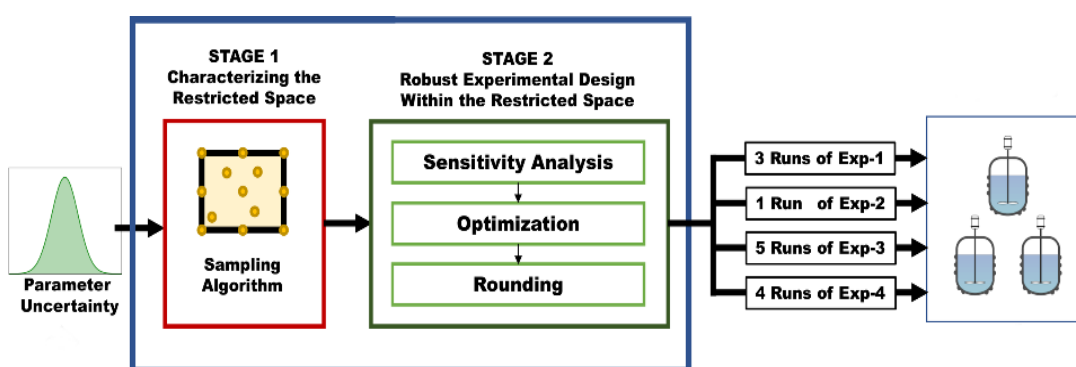 STAGE 1
Characterizing the
Restricted Space
STAGE 2
Robust Experimental Design
Within the Restricted Space
Parameter
Uncertainty
Sampling
Algorithm
Sensitivity Analysis
Optimization
Rounding
3 Runs of Exp-1
1 Run of Exp-2
5 Runs of Exp-3
4 Runs of Exp-4